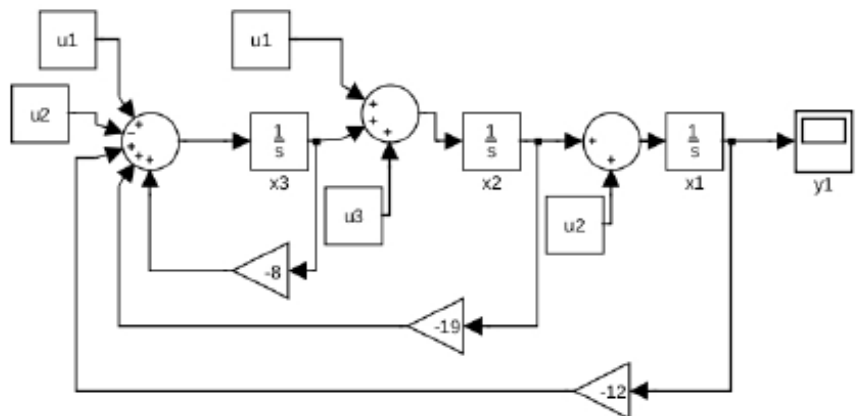 u1
u1
u2
+
−
+
+
+
+
+
+
1
s
x3
1
s
x2
+
+
1
s
x1
y1
u3
u2
-8
-19
-12